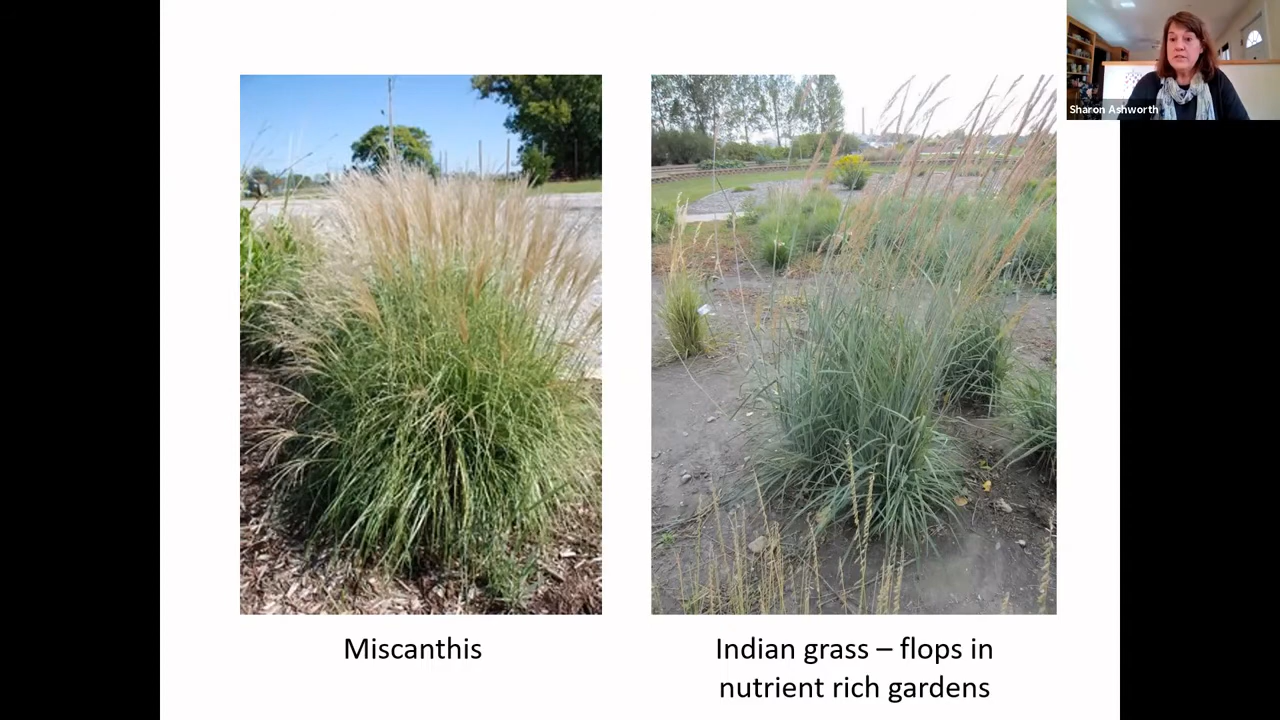 Sharon Ashworth
Miscanthis
Indian grass – flops in
nutrient rich gardens